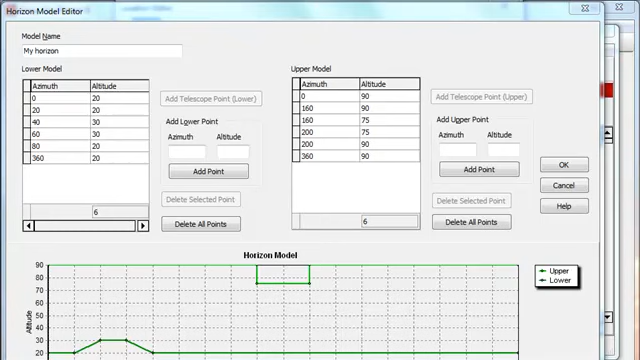 Horizon Model Editor
Model Name
My horizon
Lower Model
Azimuth Altitude
0 20
20 20
40 30
60 30
80 20
360 20
6
Add Telescope Point (Lower)
Add Lower Point
Azimuth Altitude
Add Point
Delete Selected Point
Delete All Points
Upper Model
Azimuth Altitude
0 90
160 90
160 75
200 75
200 90
360 90
6
Add Telescope Point (Upper)
Add Upper Point
Azimuth Altitude
Add Point
Delete Selected Point
Delete All Points
OK
Cancel
Help
Horizon Model
Altitude
90
80
70
60
50
40
30
20
Upper
Lower